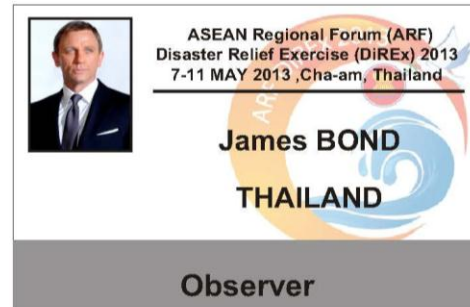 ASEAN Regional Forum (ARF)
Disaster Relief Exercise (DiREx) 2013
7-11 MAY 2013 ,Cha-am, Thailand
James BOND
THAILAND
Observer